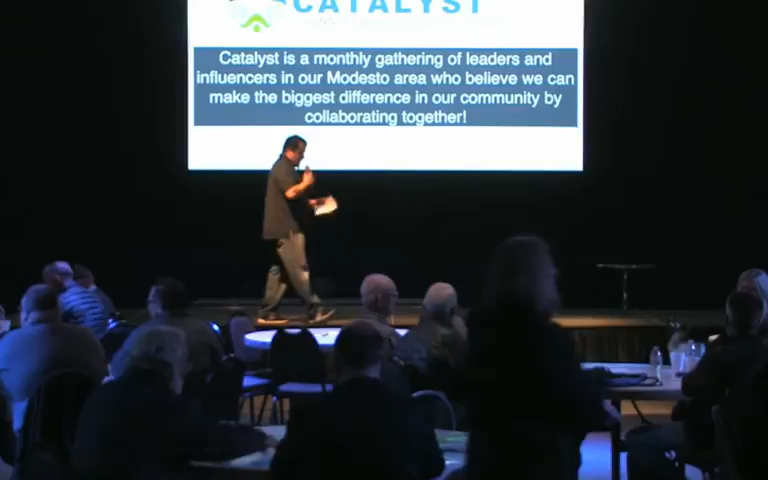 CATALYST
Catalyst is a monthly gathering of leaders and
influencers in our Modesto area who believe we can
make the biggest difference in our community by
collaborating together!